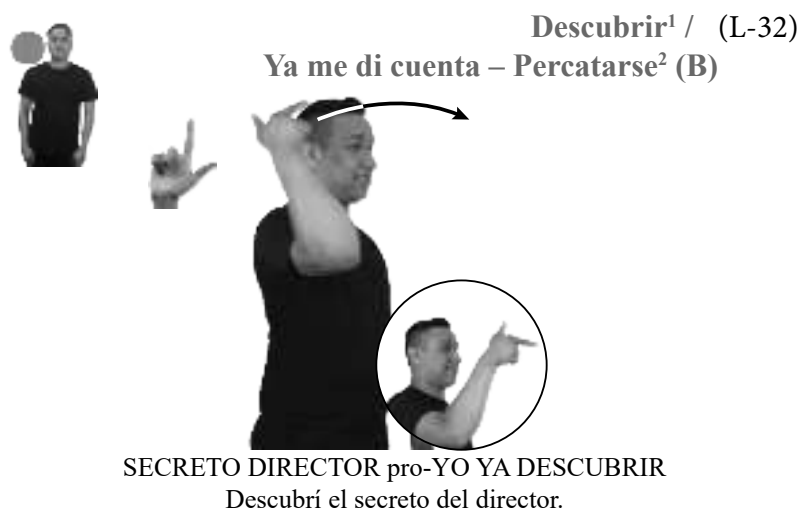 Descubrir¹ / (L-32)
Ya me di cuenta – Percatarse² (B)
SECRETO DIRECTOR pro-YO YA DESCUBRIR
Descubrí el secreto del director.